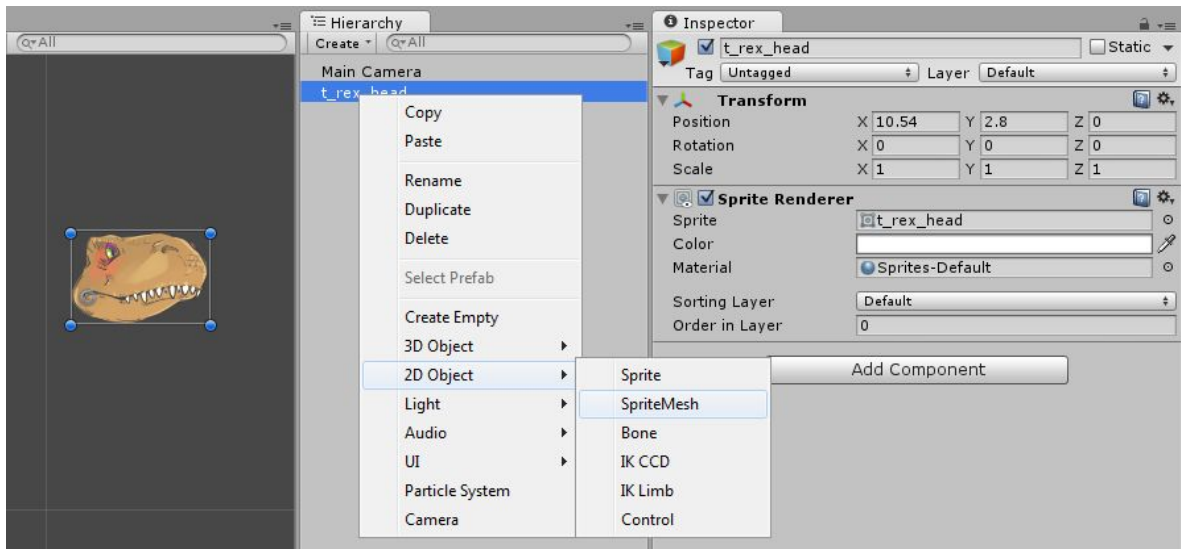 All
Hierarchy
Create
All
Main Camera
t_rex_head
Copy
Paste
Rename
Duplicate
Delete
Select Prefab
Create Empty
3D Object
2D Object
Light
Audio
UI
Particle System
Camera
Sprite
SpriteMesh
Bone
IK CCD
IK Limb
Control
Inspector
t_rex_head Static
Tag Untagged Layer Default
Transform
Position X 10.54 Y 2.8 Z 0
Rotation X 0 Y 0 Z 0
Scale X 1 Y 1 Z 1
Sprite Renderer
Sprite t_rex_head
Color
Material Sprites-Default
Sorting Layer Default
Order in Layer 0
Add Component